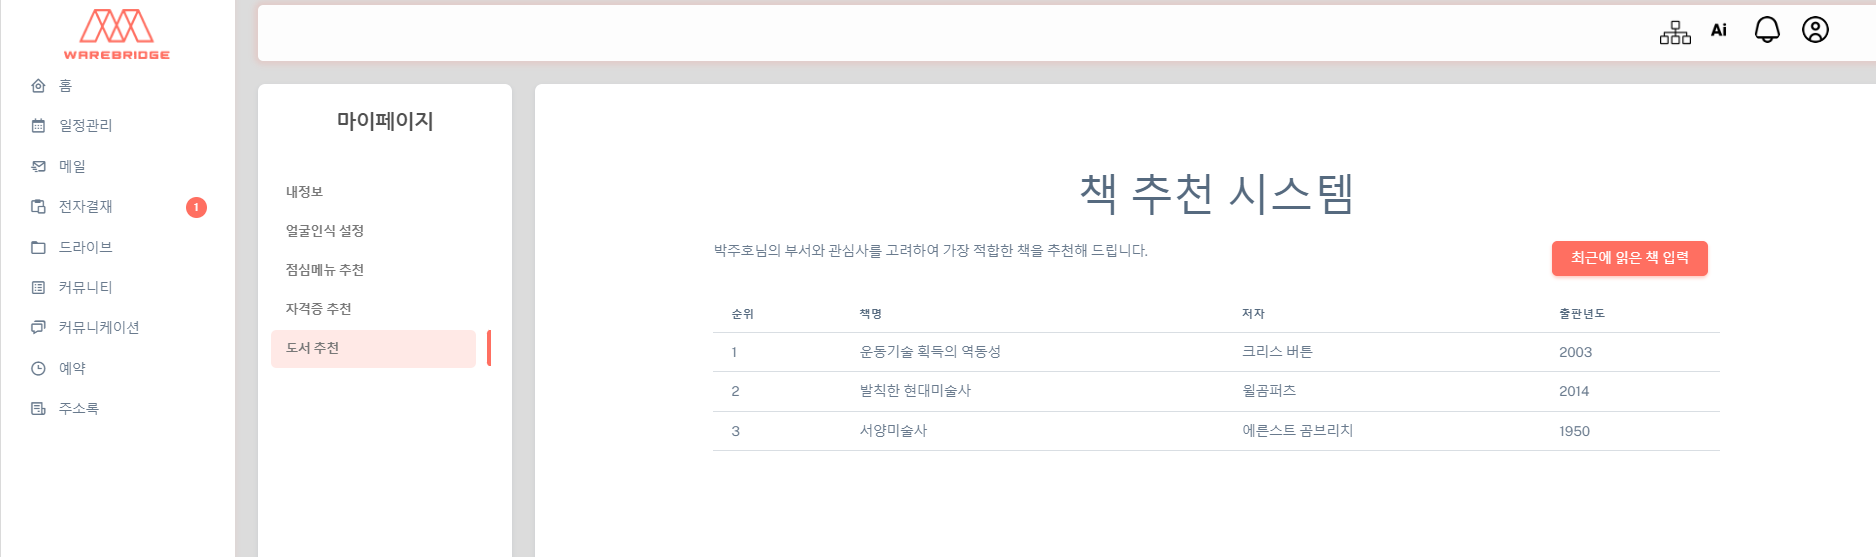 WAREBRIDGE
홈
일정관리
메일
전자결재 1
드라이브
커뮤니티
커뮤니케이션
예약
주소록
Ai
마이페이지
내정보
얼굴인식 설정
점심메뉴 추천
자격증 추천
도서 추천
책 추천 시스템
박주호님의 부서와 관심사를 고려하여 가장 적합한 책을 추천해 드립니다.
최근에 읽은 책 입력
순위 책명 저자 출판년도
1 운동기술 획득의 역동성 크리스 버튼 2003
2 발칙한 현대미술사 윌곰퍼츠 2014
3 서양미술사 에른스트 곰브리치 1950